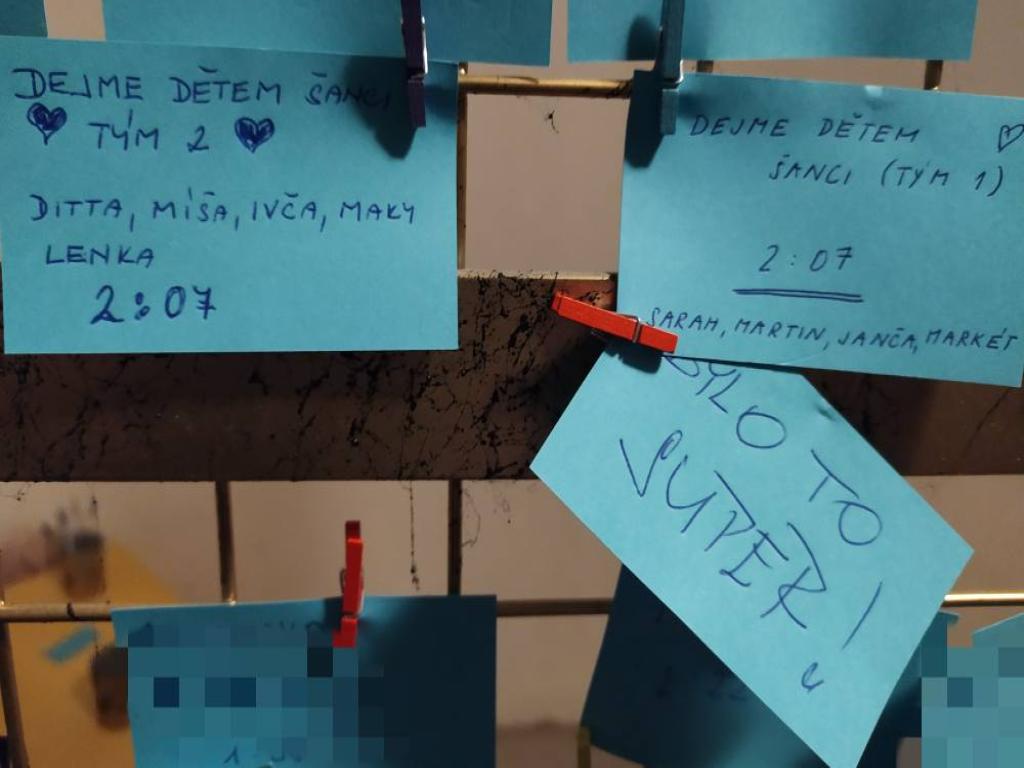 DEJME DĚTEM ŠANCI
TÝM 2
DITTA, MÍŠA, IVČA, MAKY
LENKA
2:07
DEJME DĚTEM
ŠANCI (TÝM 1)
2:07
SARAH, MARTIN, JANČA, MARKÉT
BYLO TO
SUPER!